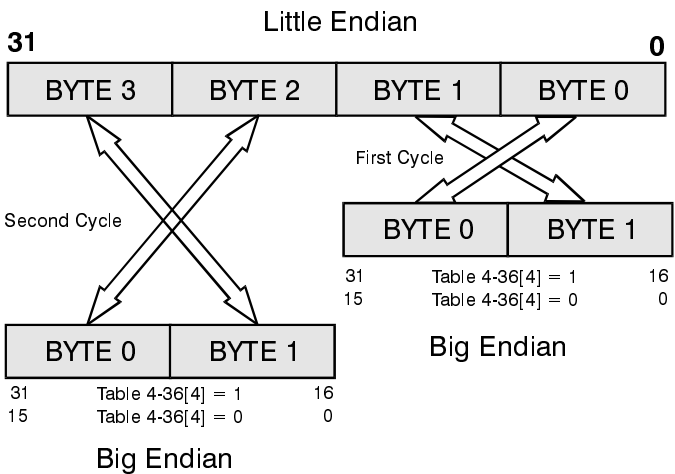 Little Endian
31 0
BYTE 3 BYTE 2 BYTE 1 BYTE 0
First Cycle
Second Cycle
BYTE 0 BYTE 1
31 Table 4-36[4] = 1 16
15 Table 4-36[4] = 0 0
Big Endian
BYTE 0 BYTE 1
31 Table 4-36[4] = 1 16
15 Table 4-36[4] = 0 0
Big Endian